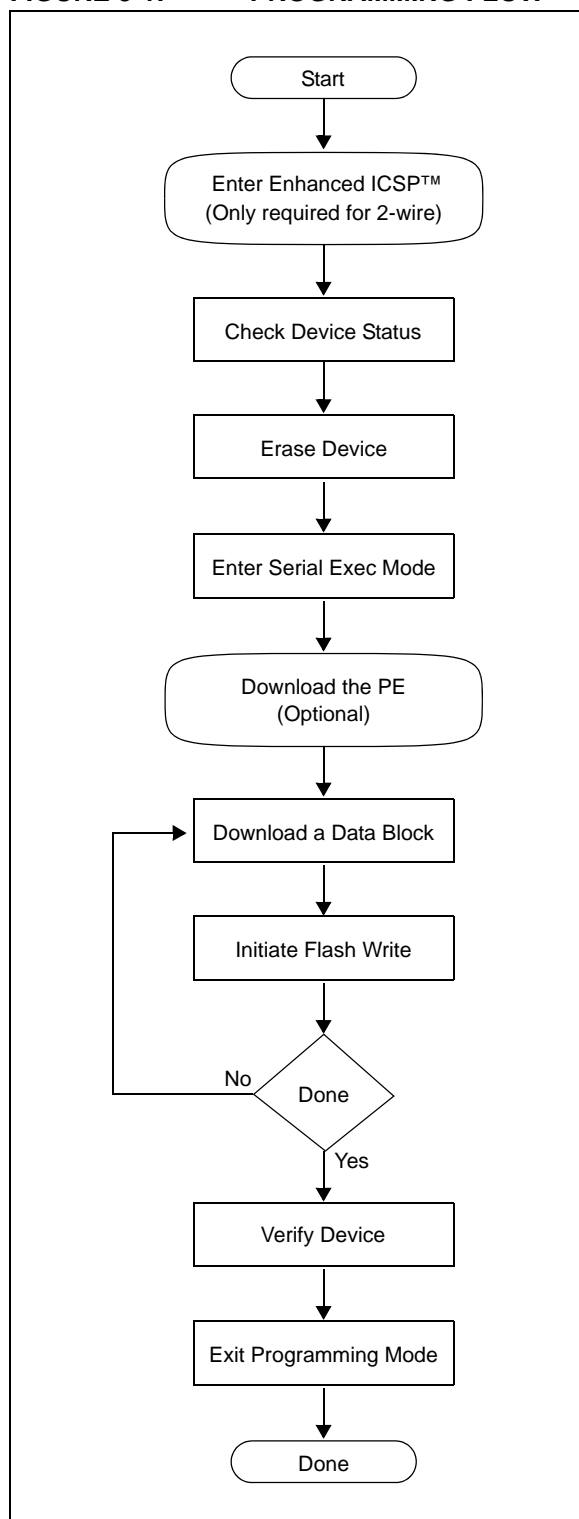 Start
Enter Enhanced ICSP™
(Only required for 2-wire)
Check Device Status
Erase Device
Enter Serial Exec Mode
Download the PE
(Optional)
Download a Data Block
Initiate Flash Write
No
Done
Yes
Verify Device
Exit Programming Mode
Done